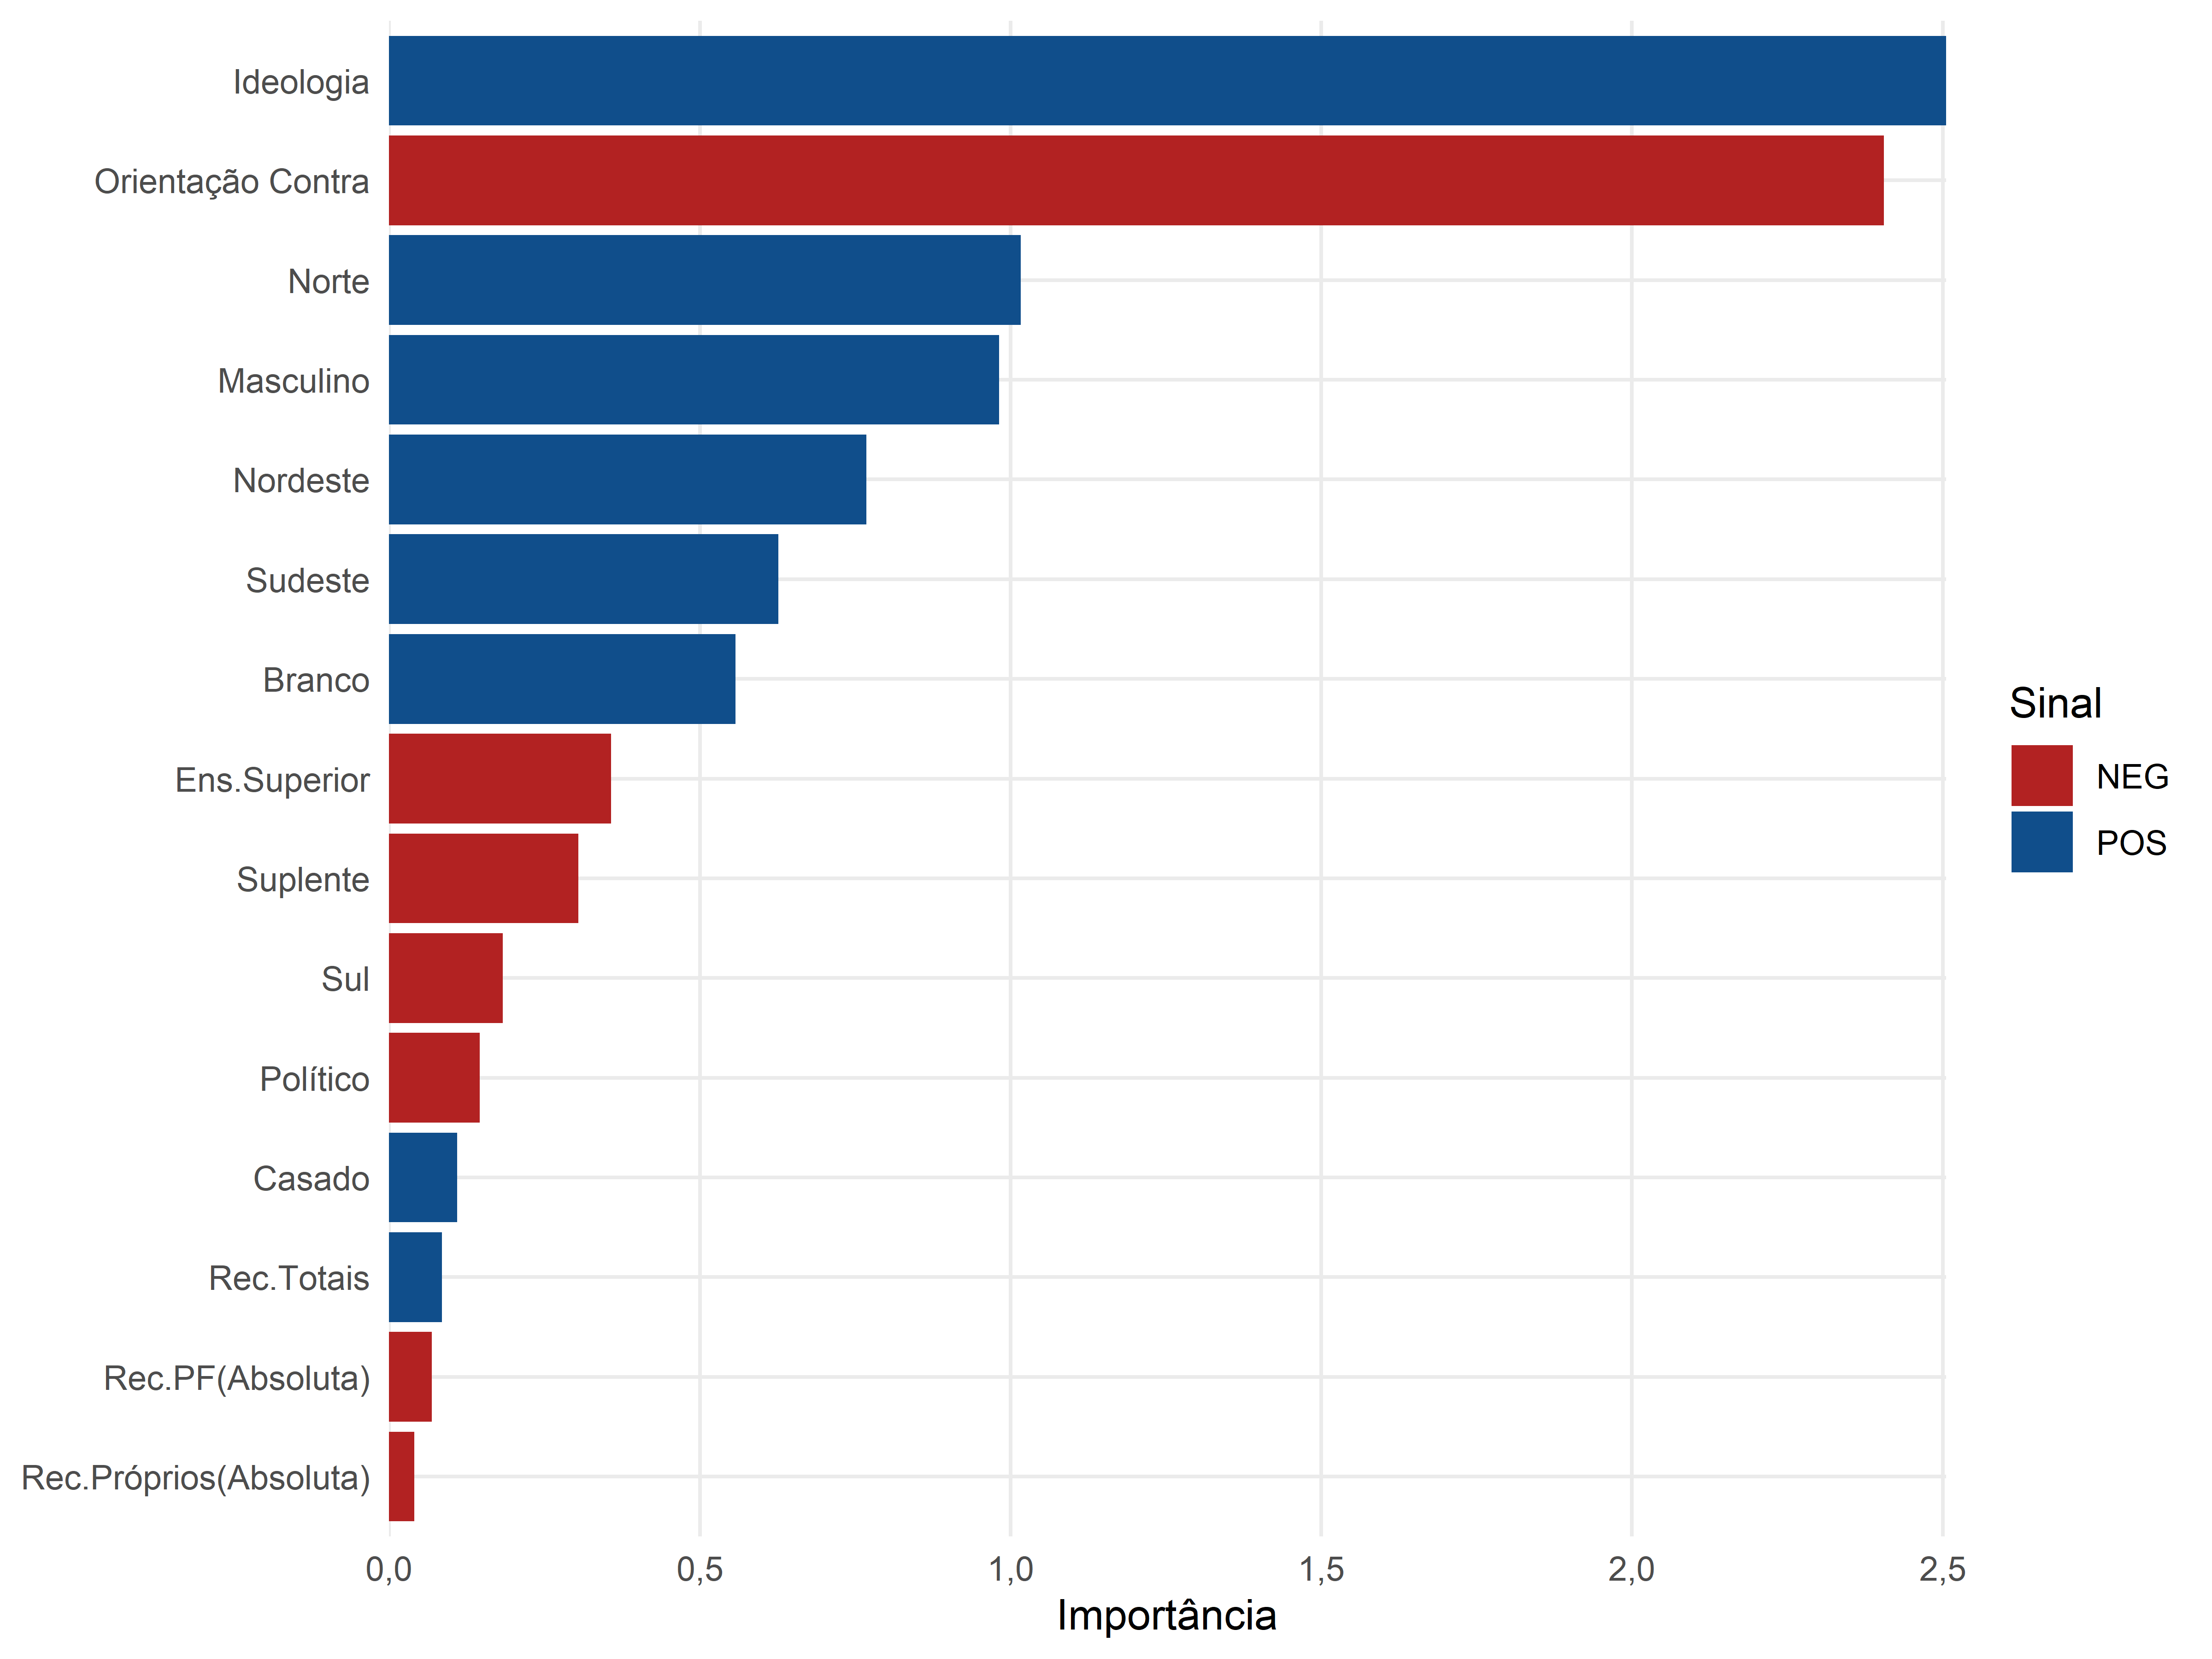 Ideologia
Orientação Contra
Norte
Masculino
Nordeste
Sudeste
Branco
Ens.Superior
Suplente
Sul
Político
Casado
Rec.Totais
Rec.PF(Absoluta)
Rec.Próprios(Absoluta)
0,0 0,5 1,0 1,5 2,0 2,5
Importância
Sinal
NEG
POS